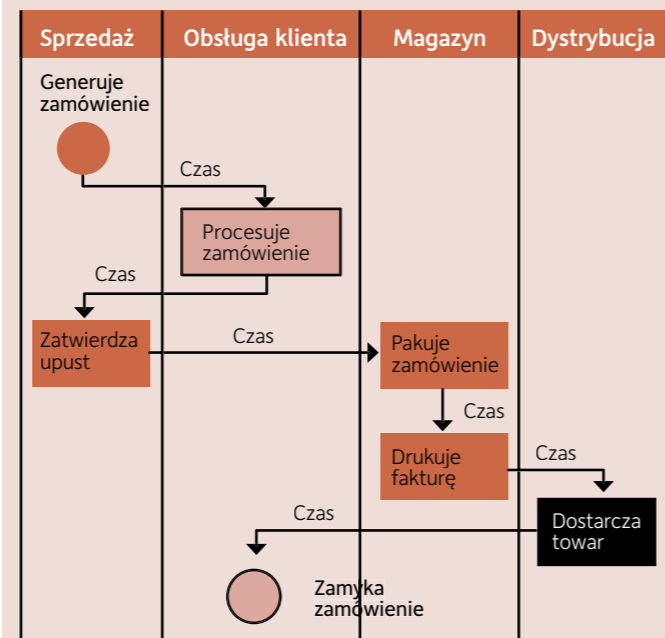 Sprzedaż
Obsługa klienta
Magazyn
Dystrybucja
Generuje
zamówienie
Czas
Procesuje
zamówienie
Czas
Zatwierdza
upust
Czas
Pakuje
zamówienie
Czas
Drukuje
fakturę
Czas
Dostarcza
towar
Czas
Zamyka
zamówienie